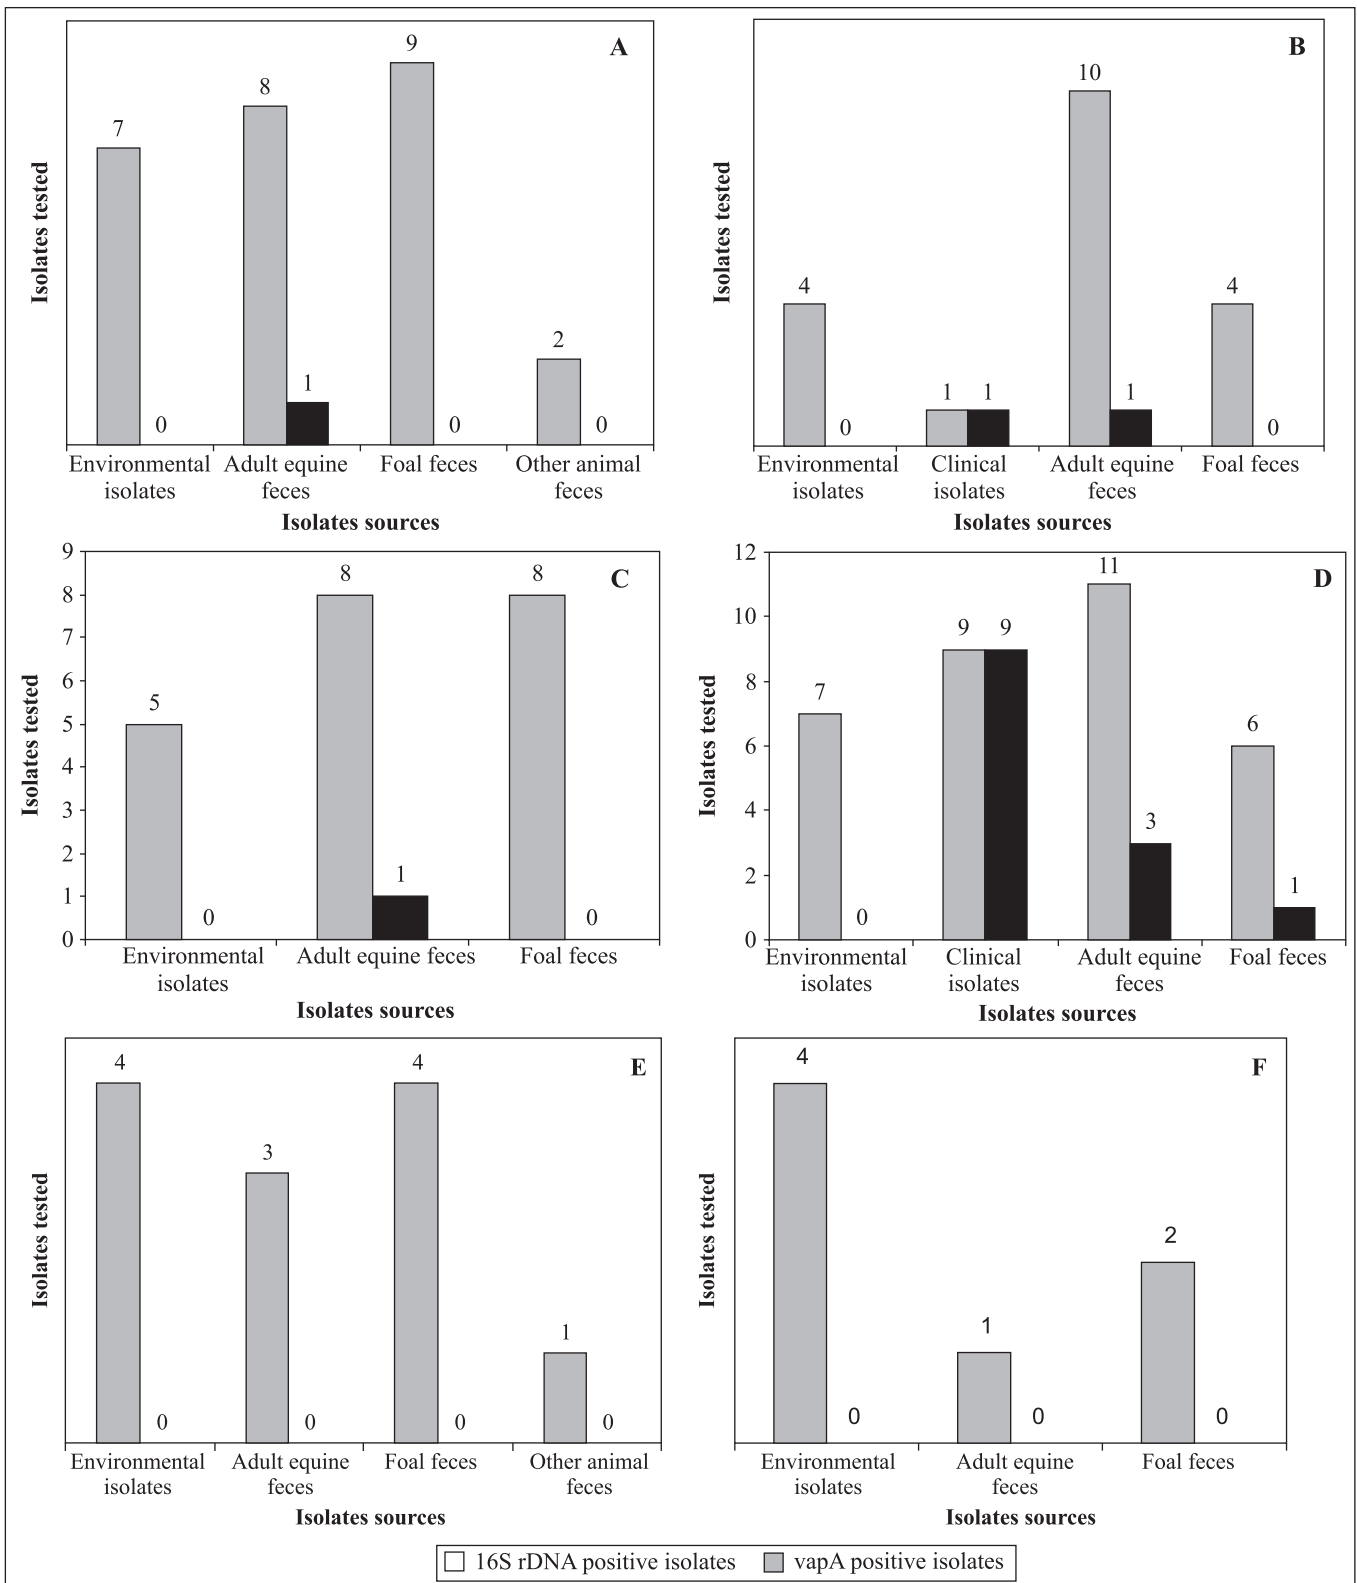 A
9
8
7
2
1
0
0
0
Isolates tested
Environmental Adult equine Foal feces Other animal
isolates feces feces
Isolates sources
B
10
4
4
1 1
1
0
0
Isolates tested
Environmental Clinical Adult equine Foal feces
isolates isolates feces
Isolates sources
C
9
8
7
6
5
4
3
2
1
0
5
0
8
1
8
0
Isolates tested
Environmental Adult equine feces Foal feces
isolates
Isolates sources
D
12
10
8
6
4
2
0
7
0
9 9
11
3
6
1
Isolates tested
Environmental Clinical Adult equine Foal feces
isolates isolates feces
Isolates sources
E
4
0
3
0
4
0
1
0
Isolates tested
Environmental Adult equine Foal feces Other animal
isolates feces feces
Isolates sources
F
4
0
1
0
2
0
Isolates tested
Environmental Adult equine Foal feces
isolates feces
Isolates sources
16S rDNA positive isolates vapA positive isolates